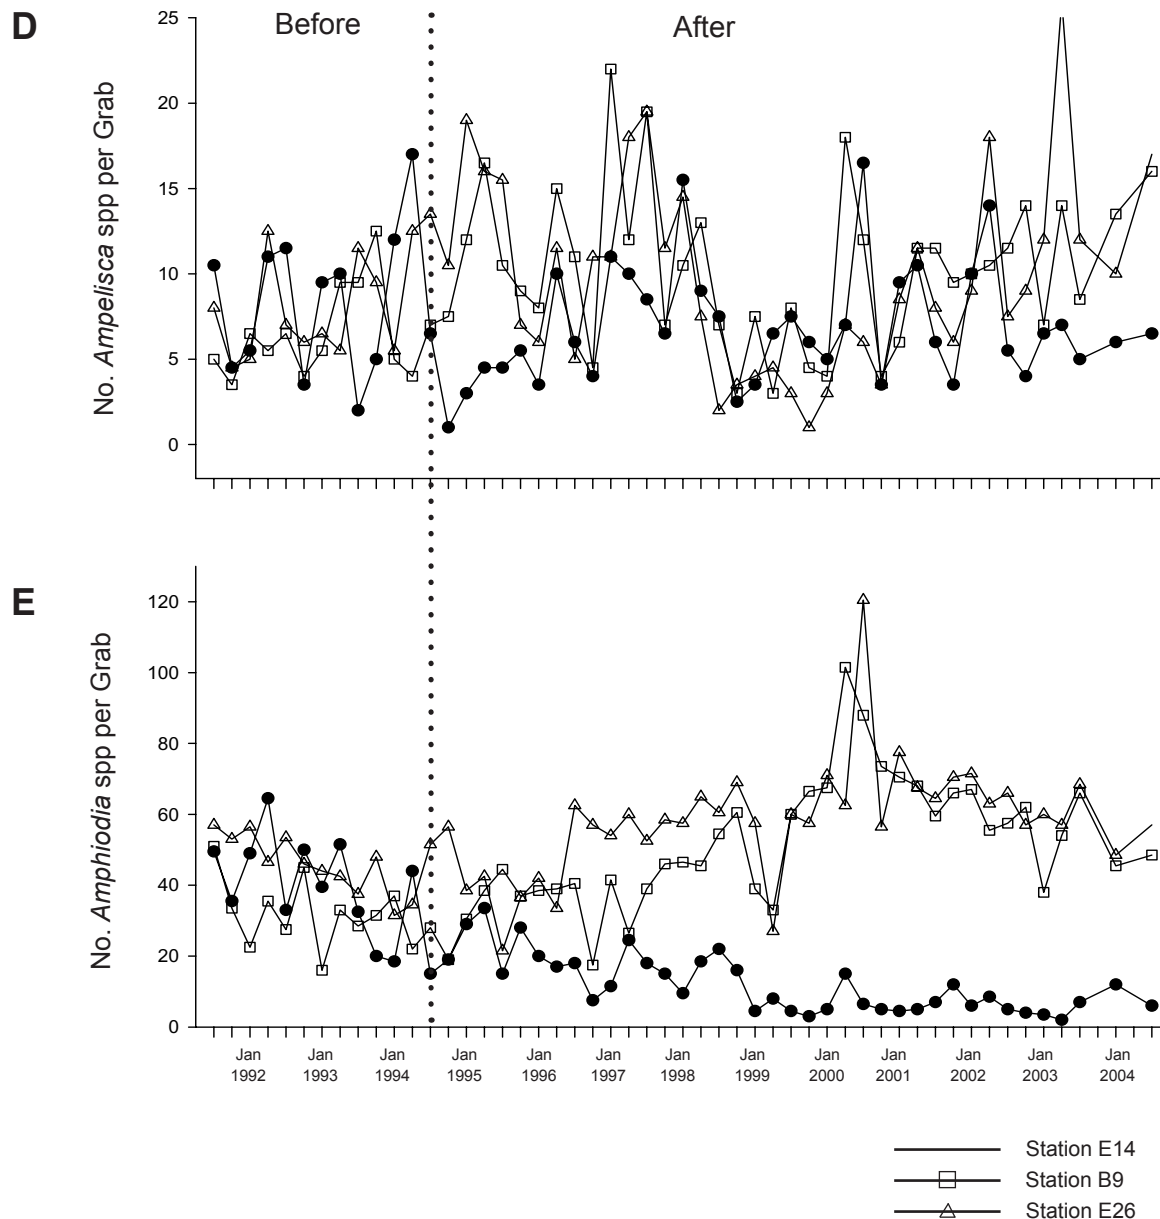 D
Before
After
No. Ampelisca spp per Grab
25
20
15
10
5
0
E
No. Amphiodia spp per Grab
120
100
80
60
40
20
0
Jan Jan Jan Jan Jan Jan Jan Jan Jan Jan Jan Jan Jan
1992 1993 1994 1995 1996 1997 1998 1999 2000 2001 2002 2003 2004
Station E14
Station B9
Station E26